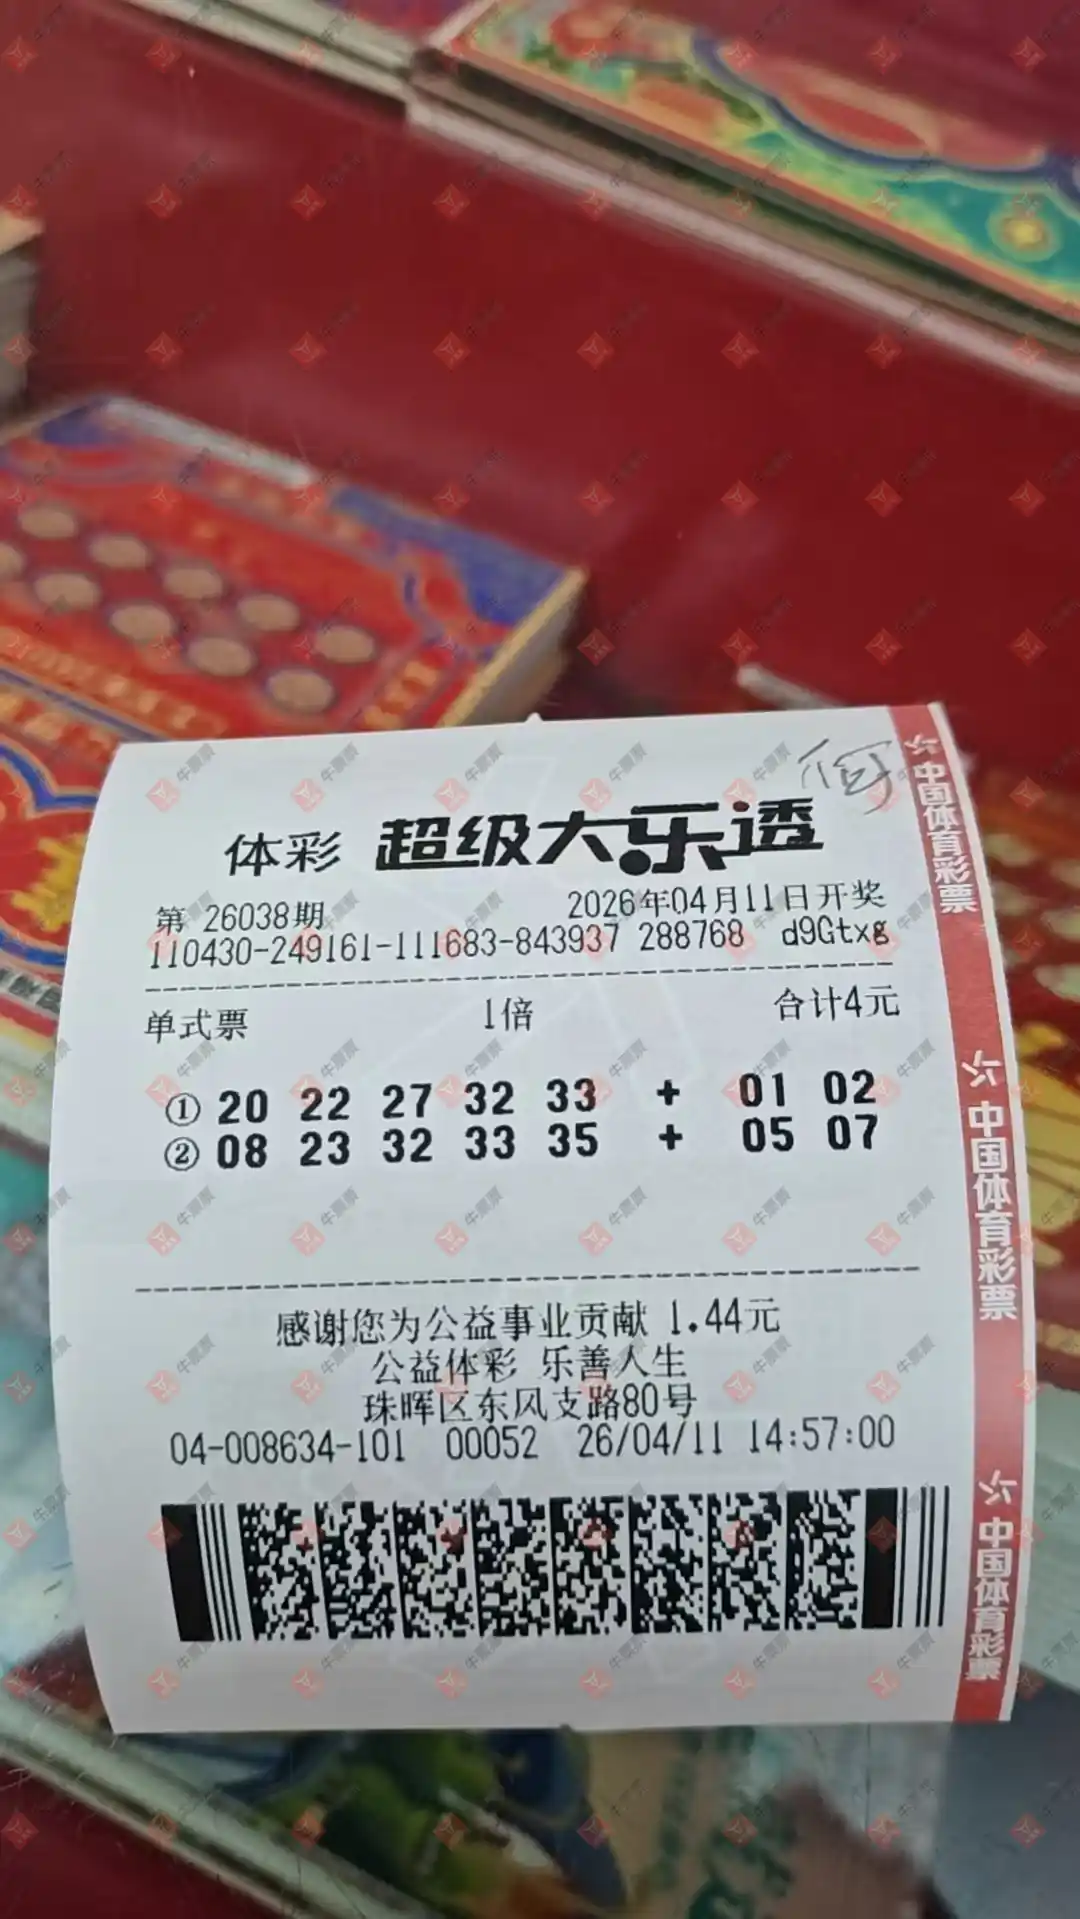 体彩 超级大乐透
第 26038期 2026年04月11日开奖
110430-249161-111683-843937 288768 d9Gtxg
单式票 1倍 合计4元
① 20 22 27 32 33 + 01 02
② 08 23 32 33 35 + 05 07
感谢您为公益事业贡献 1.44元
公益体彩 乐善人生
珠晖区东风支路80号
04-008634-101 00052 26/04/11 14:57:00
中国体育彩票
中国体育彩票
中国体育彩票
牛票票